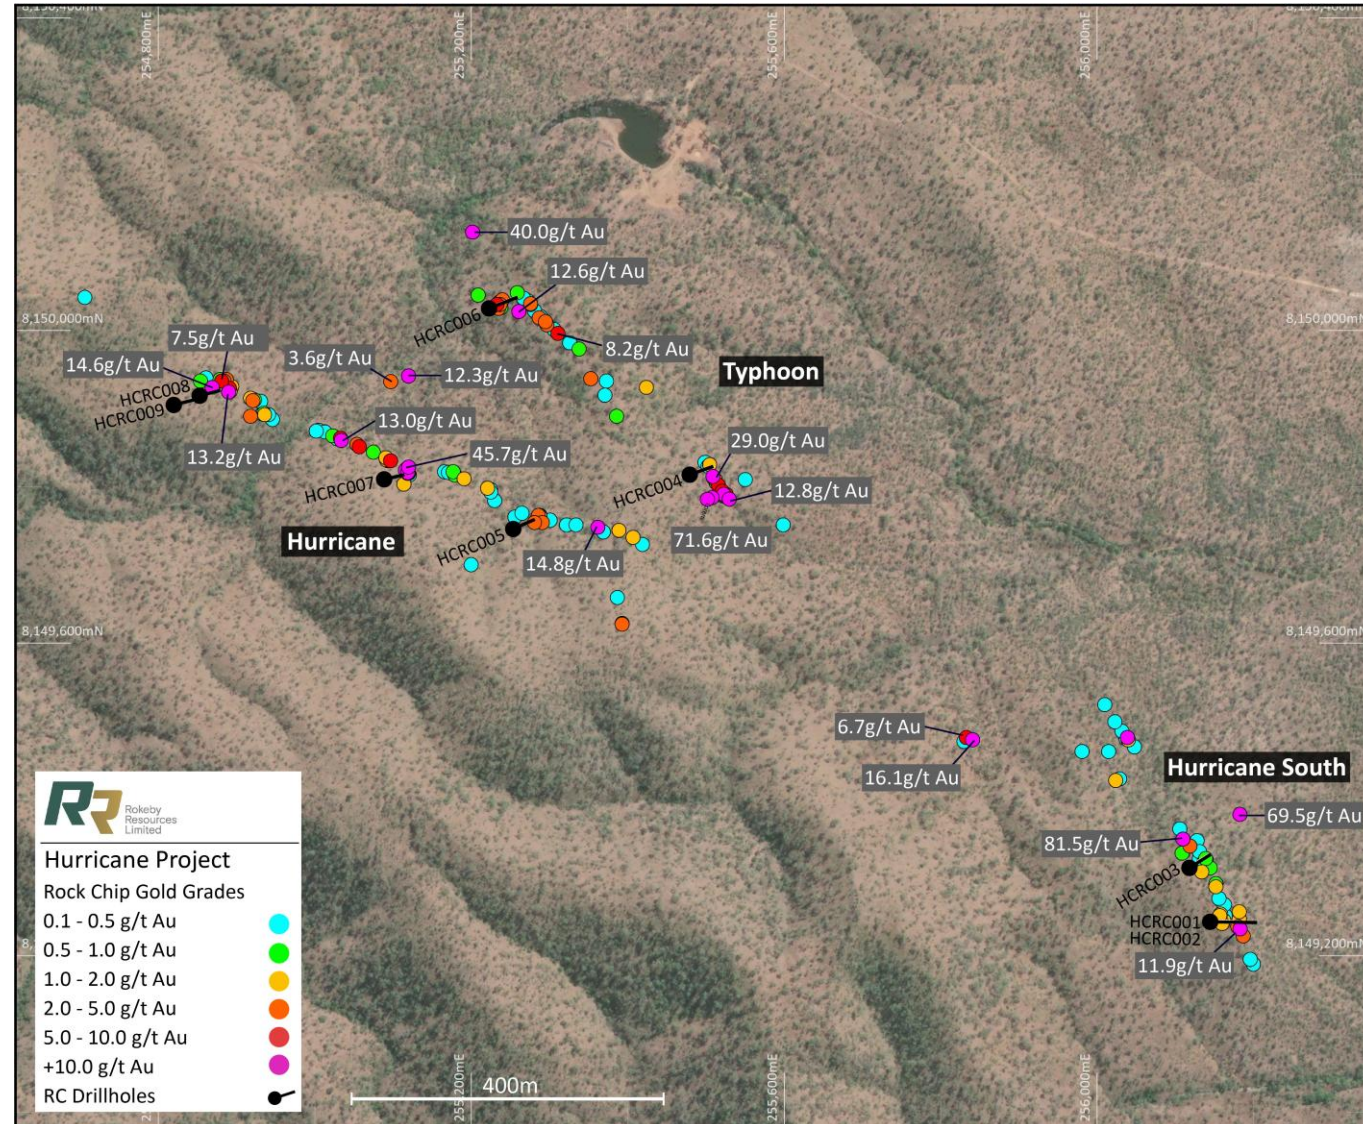 8,150,400mN
8,150,400mN
254,800mE
255,200mE
255,600mE
256,000mE
40.0g/t Au
12.6g/t Au
HCRC006
8,150,000mN
8,150,000mN
7.5g/t Au
8.2g/t Au
14.6g/t Au
3.6g/t Au
12.3g/t Au
Typhoon
HCRC008
HCRC009
13.0g/t Au
13.2g/t Au
45.7g/t Au
29.0g/t Au
HCRC007
HCRC004
12.8g/t Au
Hurricane
HCRC005
71.6g/t Au
14.8g/t Au
8,149,600mN
8,149,600mN
6.7g/t Au
16.1g/t Au
Hurricane South
69.5g/t Au
81.5g/t Au
HCRC003
HCRC001
HCRC002
8,149,200mN
11.9g/t Au
RR
Rokeby
Resources
Limited
Hurricane Project
Rock Chip Gold Grades
0.1 - 0.5 g/t Au
0.5 - 1.0 g/t Au
1.0 - 2.0 g/t Au
2.0 - 5.0 g/t Au
5.0 - 10.0 g/t Au
+10.0 g/t Au
RC Drillholes
400m
255,200mE
255,600mE
256,000mE